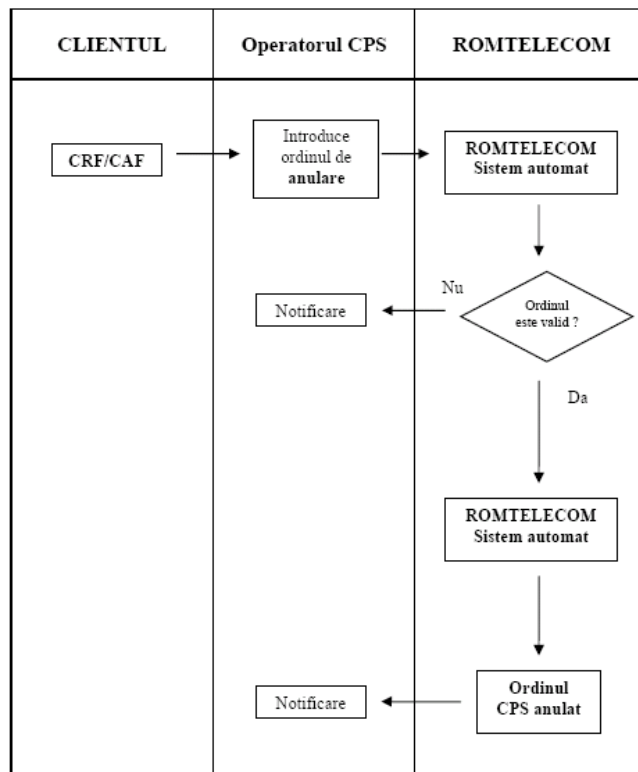 CLIENTUL
Operatorul CPS
ROMTELECOM
CRF/CAF
Introduce
ordinul de
anulare
ROMTELECOM
Sistem automat
Nu
Notificare
Ordinul
este valid ?
Da
ROMTELECOM
Sistem automat
Notificare
Ordinul
CPS anulat